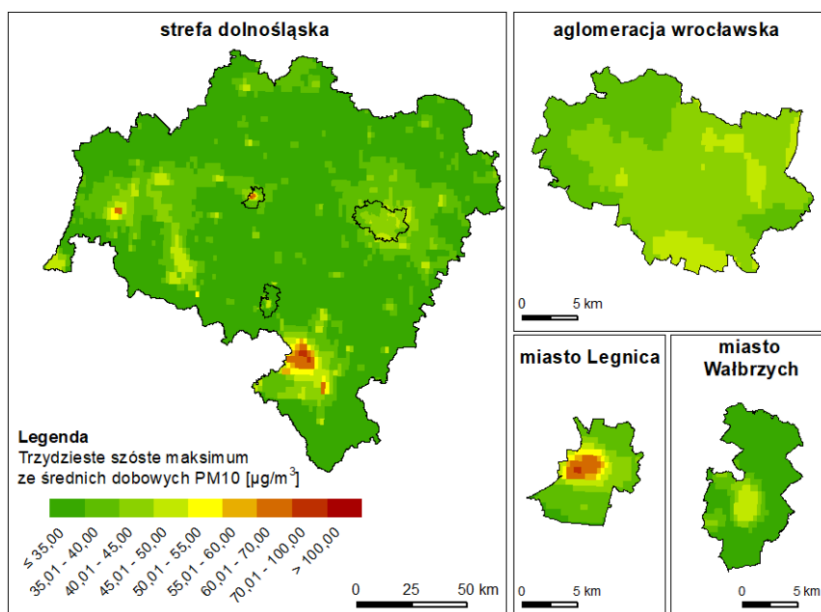 strefa dolnośląska
Legenda
Trzydzieste szóste maksimum
ze średnich dobowych PM10 [µg/m³]
≤ 35,00
35,01 - 40,00
40,01 - 45,00
45,01 - 50,00
50,01 - 55,00
55,01 - 60,00
60,01 - 70,00
70,01 - 100,00
> 100,00
0 25 50 km
aglomeracja wrocławska
0 5 km
miasto Legnica
0 5 km
miasto
Wałbrzych
0 5 km